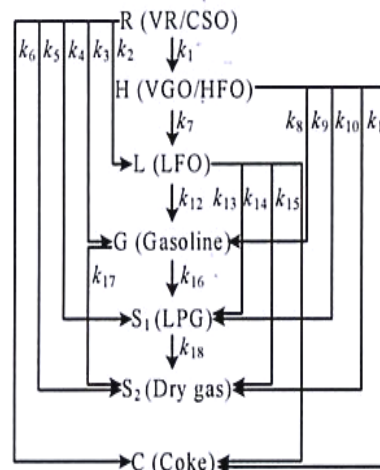 R (VR/CSO)
k6 k5 k4 k3 k2 k1
H (VGO/HFO)
k7 k8 k9 k10
L (LFO)
k12 k13 k14 k15
G (Gasoline)
k17 k16
S1 (LPG)
k18
S2 (Dry gas)
C (Coke)